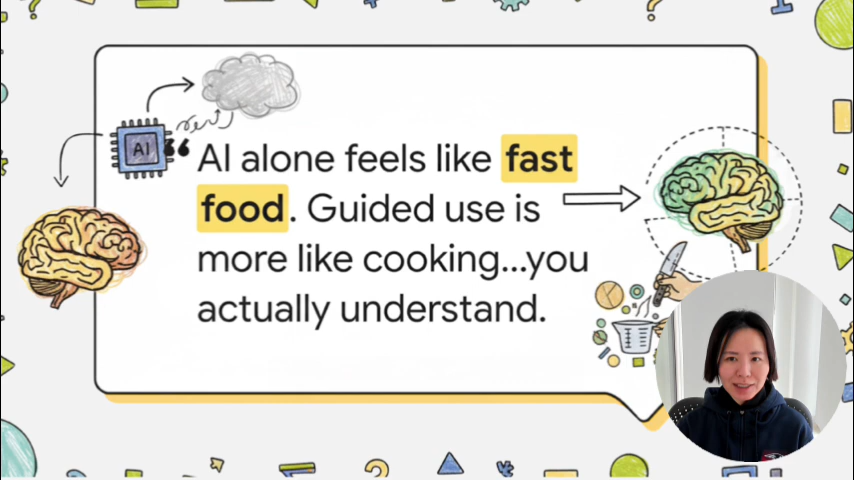 AI
“ AI alone feels like fast
food. Guided use is
more like cooking...you
actually understand.